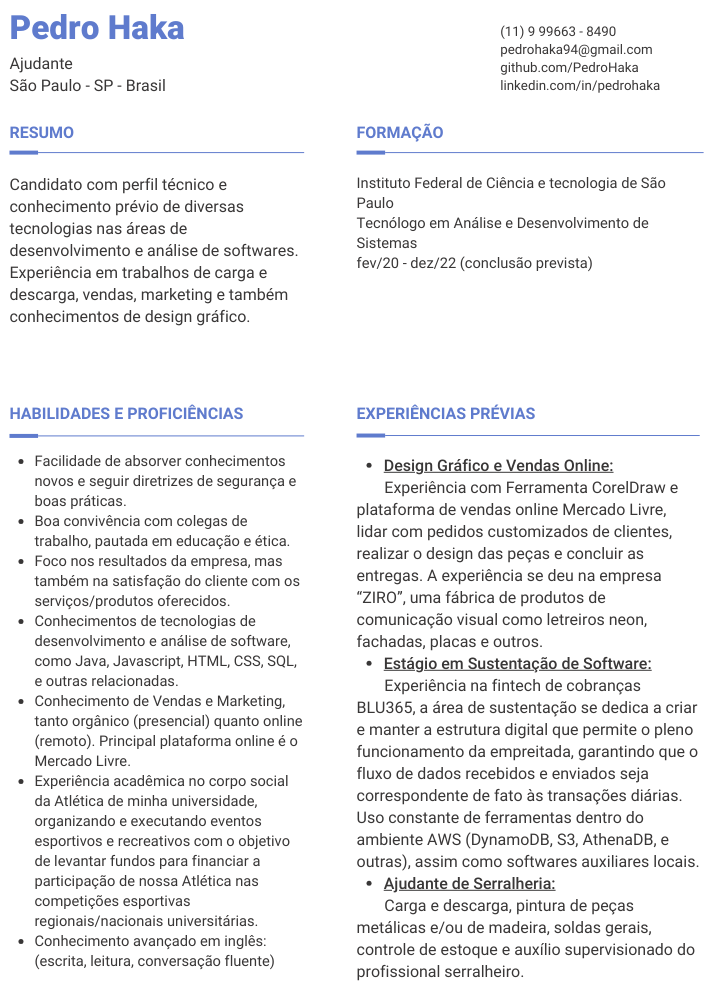 Pedro Haka
Ajudante
São Paulo - SP - Brasil
(11) 9 99663 - 8490
pedrohaka94@gmail.com
github.com/PedroHaka
linkedin.com/in/pedrohaka
RESUMO
Candidato com perfil técnico e
conhecimento prévio de diversas
tecnologias nas áreas de
desenvolvimento e análise de softwares.
Experiência em trabalhos de carga e
descarga, vendas, marketing e também
conhecimentos de design gráfico.
FORMAÇÃO
Instituto Federal de Ciência e tecnologia de São
Paulo
Tecnólogo em Análise e Desenvolvimento de
Sistemas
fev/20 - dez/22 (conclusão prevista)
HABILIDADES E PROFICIÊNCIAS
• Facilidade de absorver conhecimentos
novos e seguir diretrizes de segurança e
boas práticas.
• Boa convivência com colegas de
trabalho, pautada em educação e ética.
• Foco nos resultados da empresa, mas
também na satisfação do cliente com os
serviços/produtos oferecidos.
• Conhecimentos de tecnologias de
desenvolvimento e análise de software,
como Java, Javascript, HTML, CSS, SQL,
e outras relacionadas.
• Conhecimento de Vendas e Marketing,
tanto orgânico (presencial) quanto online
(remoto). Principal plataforma online é o
Mercado Livre.
• Experiência acadêmica no corpo social
da Atlética de minha universidade,
organizando e executando eventos
esportivos e recreativos com o objetivo
de levantar fundos para financiar a
participação de nossa Atlética nas
competições esportivas
regionais/nacionais universitárias.
• Conhecimento avançado em inglês:
(escrita, leitura, conversação fluente)
EXPERIÊNCIAS PRÉVIAS
• Design Gráfico e Vendas Online:
Experiência com Ferramenta CorelDraw e
plataforma de vendas online Mercado Livre,
lidar com pedidos customizados de clientes,
realizar o design das peças e concluir as
entregas. A experiência se deu na empresa
“ZIRO”, uma fábrica de produtos de
comunicação visual como letreiros neon,
fachadas, placas e outros.
• Estágio em Sustentação de Software:
Experiência na fintech de cobranças
BLU365, a área de sustentação se dedica a criar
e manter a estrutura digital que permite o pleno
funcionamento da empreitada, garantindo que o
fluxo de dados recebidos e enviados seja
correspondente de fato às transações diárias.
Uso constante de ferramentas dentro do
ambiente AWS (DynamoDB, S3, AthenaDB, e
outras), assim como softwares auxiliares locais.
• Ajudante de Serralheria:
Carga e descarga, pintura de peças
metálicas e/ou de madeira, soldas gerais,
controle de estoque e auxílio supervisionado do
profissional serralheiro.